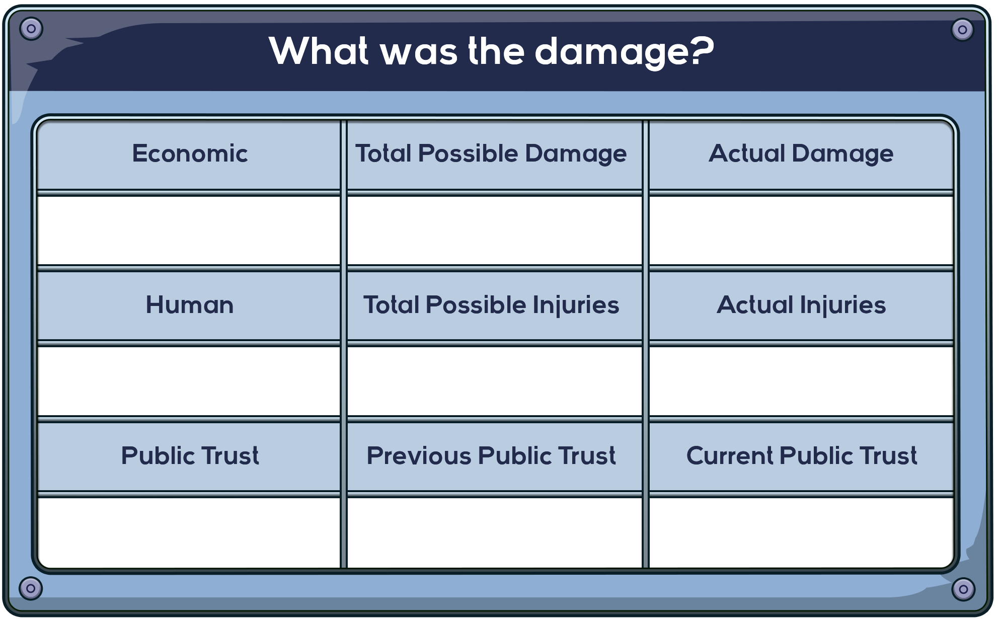 What was the damage?
Economic Total Possible Damage Actual Damage
Human Total Possible Injuries Actual Injuries
Public Trust Previous Public Trust Current Public Trust